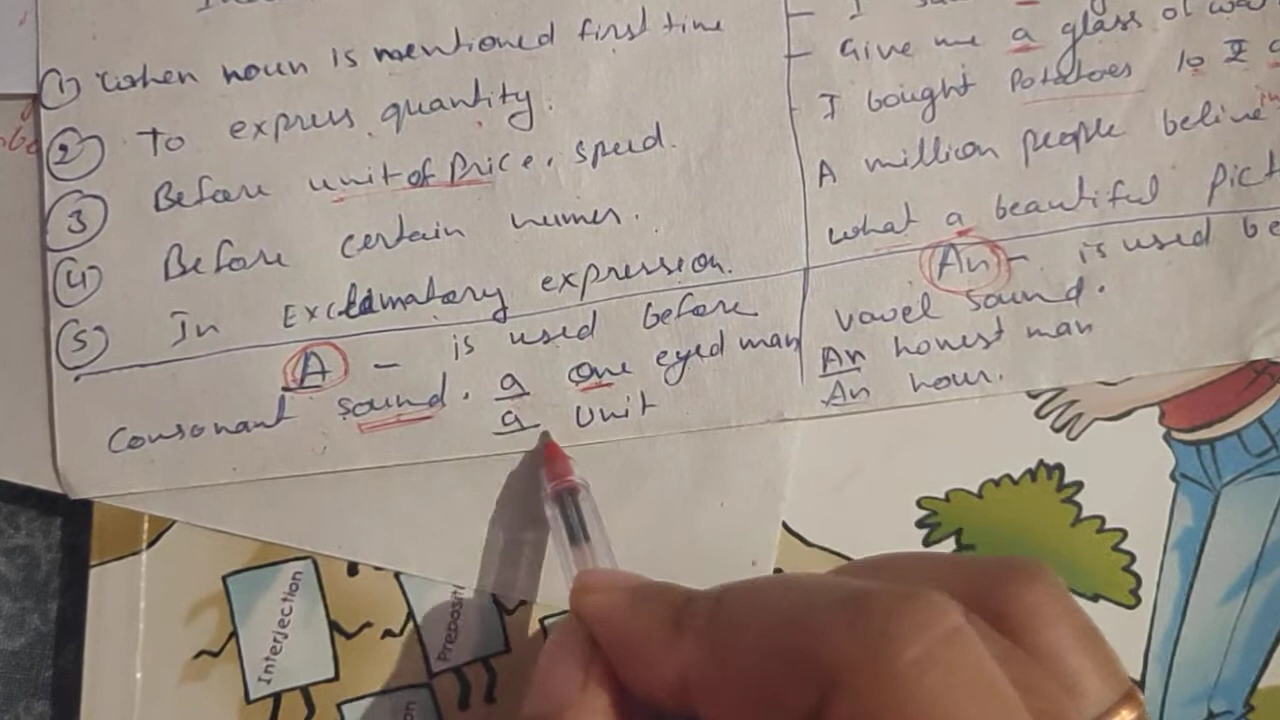 ① When noun is mentioned first time
② To express quantity.
③ Before unit of price, speed.
④ Before certain numer.
⑤ In Exclamatory expression.
A - is used before
Consonant sound. a one eyed man
a unit
- Give me a glass of
- I bought Potatoes 10 ₹
A million people belive in
what a beautiful
An - is used
vowel sound.
An honest man
An hour.
Interjection